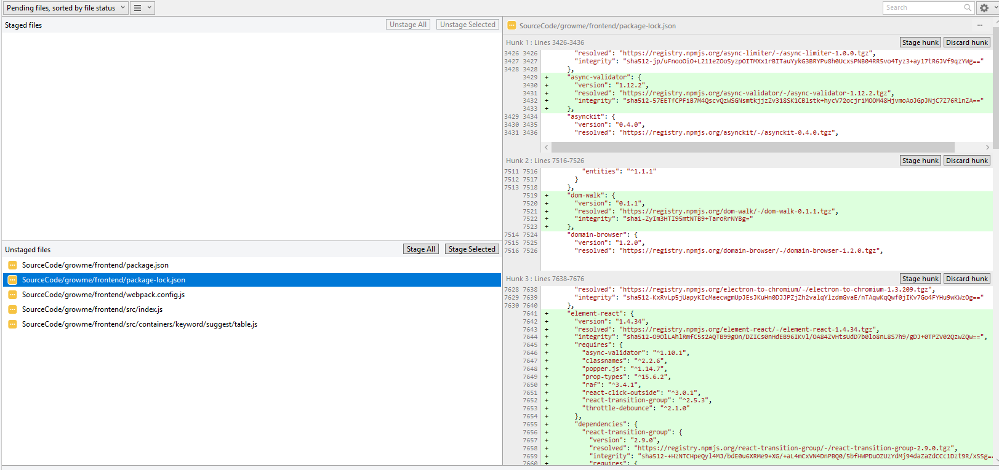 Pending files, sorted by file status
Search
Staged files
Unstage All
Unstage Selected
Unstaged files
Stage All
Stage Selected
SourceCode/growme/frontend/package.json
SourceCode/growme/frontend/package-lock.json
SourceCode/growme/frontend/webpack.config.js
SourceCode/growme/frontend/src/index.js
SourceCode/growme/frontend/src/containers/keyword/suggest/table.js
SourceCode/growme/frontend/package-lock.json
Hunk 1 : Lines 3426-3436
Stage hunk
Discard hunk
3426 3426 "resolved": "https://registry.npmjs.org/async-limiter/-/async-limiter-1.0.0.tgz",
3427 3427 "integrity": "sha512-jp/uFnooOiO+L211eZOoSyzpOITMXx1rBITauYykG3BRYPu8h0UcxsPNB04RR5vo4Tyz3+ay17tR6JVf9qzYWg=="
3428 3428 },
3429 + "async-validator": {
3430 + "version": "1.12.2",
3431 + "resolved": "https://registry.npmjs.org/async-validator/-/async-validator-1.12.2.tgz",
3432 + "integrity": "sha512-57EETfCPFiB7M4QscvQzWSGNsmtkjjzZv318SK1CBlstk+hycV72ocjriMOOM48HjvmoAoJGpJNjC7Z76RlnZA=="
3433 + },
3429 3434 "asynckit": {
3430 3435 "version": "0.4.0",
3431 3436 "resolved": "https://registry.npmjs.org/asynckit/-/asynckit-0.4.0.tgz",
Hunk 2 : Lines 7516-7526
Stage hunk
Discard hunk
7511 7516 "entities": "^1.1.1"
7512 7517 }
7513 7518 },
7519 + "dom-walk": {
7520 + "version": "0.1.1",
7521 + "resolved": "https://registry.npmjs.org/dom-walk/-/dom-walk-0.1.1.tgz",
7522 + "integrity": "sha1-ZyIm3HTI95mtNTB9+TaroRrNYBg="
7523 + },
7514 7524 "domain-browser": {
7515 7525 "version": "1.2.0",
7516 7526 "resolved": "https://registry.npmjs.org/domain-browser/-/domain-browser-1.2.0.tgz",
Hunk 3 : Lines 7638-7676
Stage hunk
Discard hunk
7628 7638 "resolved": "https://registry.npmjs.org/electron-to-chromium/-/electron-to-chromium-1.3.209.tgz",
7629 7639 "integrity": "sha512-KxRvLp5jUapyKIcMaecwgmUpJEsJKuHn0DJJPZjZh2valqYlzdmGvaE/nTAqwKqQwf0jIKv7Go4FYHu9wKWzOg=="
7630 7640 },
7641 + "element-react": {
7642 + "version": "1.4.34",
7643 + "resolved": "https://registry.npmjs.org/element-react/-/element-react-1.4.34.tgz",
7644 + "integrity": "sha512-O9OlLAhlRmfC5s2AQTB99gOn/DZICs0nHdEB96IKvl/OA84ZVHtsUdD7b0lo8nL8S7h9/gDJ+0TPZV02QzwZQw==",
7645 + "requires": {
7646 + "async-validator": "^1.10.1",
7647 + "classnames": "^2.2.6",
7648 + "popper.js": "^1.14.7",
7649 + "prop-types": "^15.6.2",
7650 + "raf": "^3.4.1",
7651 + "react-click-outside": "^3.0.1",
7652 + "react-transition-group": "^2.5.3",
7653 + "throttle-debounce": "^2.1.0"
7654 + },
7655 + "dependencies": {
7656 + "react-transition-group": {
7657 + "version": "2.9.0",
7658 + "resolved": "https://registry.npmjs.org/react-transition-group/-/react-transition-group-2.9.0.tgz",
7659 + "integrity": "sha512-+HzNTCHpeQyl4MJ/bdE0u6XRMe9+XG/+aL4mCxVN4DnPBQ0/5bfHWPDuOZUzYdMj94daZaZdCCc1Dzt9R/xSSg==
7660 + "requires": {